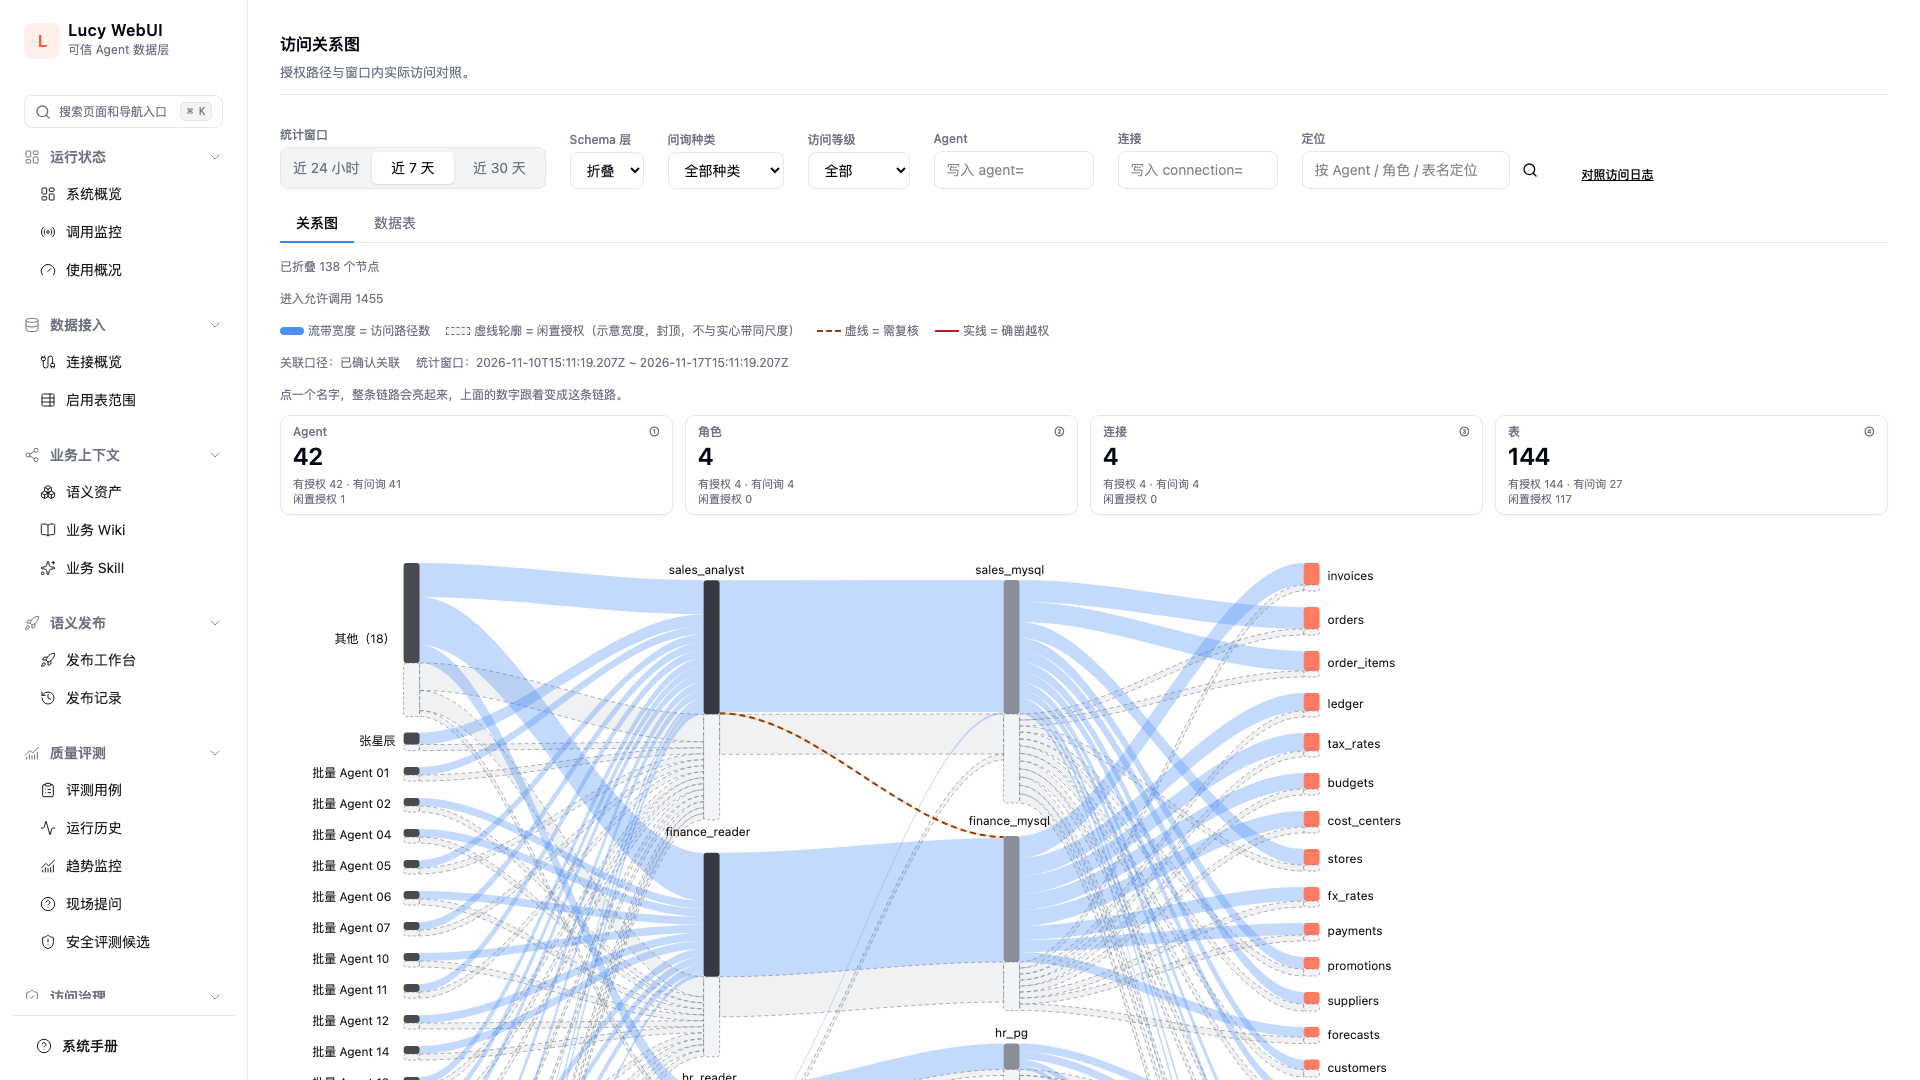 L
Lucy WebUI
可信 Agent 数据层
搜索页面和导航入口 ⌘ K
运行状态
系统概览
调用监控
使用概况
数据接入
连接概览
启用表范围
业务上下文
语义资产
业务 Wiki
业务 Skill
语义发布
发布工作台
发布记录
质量评测
评测用例
运行历史
趋势监控
现场提问
安全评测候选
访问治理
系统手册
访问关系图
授权路径与窗口内实际访问对照。
统计窗口
近 24 小时 近 7 天 近 30 天
Schema 层
折叠
问询种类
全部种类
访问等级
全部
Agent
写入 agent=
连接
写入 connection=
定位
按 Agent / 角色 / 表名定位
对照访问日志
关系图 数据表
已折叠 138 个节点
进入允许调用 1455
流带宽度 = 访问路径数 虚线轮廓 = 闲置授权（示意宽度，封顶，不与实心带同尺度） 虚线 = 需复核 实线 = 确凿越权
关联口径：已确认关联 统计窗口：2026-11-10T15:11:19.207Z ~ 2026-11-17T15:11:19.207Z
点一个名字，整条链路会亮起来，上面的数字跟着变成这条链路。
Agent ①
42
有授权 42 · 有问询 41
闲置授权 1
角色 ②
4
有授权 4 · 有问询 4
闲置授权 0
连接 ③
4
有授权 4 · 有问询 4
闲置授权 0
表 ④
144
有授权 144 · 有问询 27
闲置授权 117
其他（18）
张星辰
批量 Agent 01
批量 Agent 02
批量 Agent 04
批量 Agent 05
批量 Agent 06
批量 Agent 07
批量 Agent 10
批量 Agent 11
批量 Agent 12
批量 Agent 14
sales_analyst
finance_reader
hr_reader
sales_mysql
finance_mysql
hr_pg
invoices
orders
order_items
ledger
tax_rates
budgets
cost_centers
stores
fx_rates
payments
promotions
suppliers
forecasts
customers